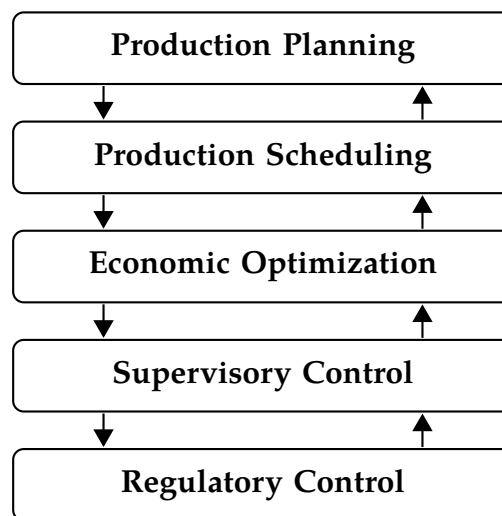 Production Planning
Production Scheduling
Economic Optimization
Supervisory Control
Regulatory Control